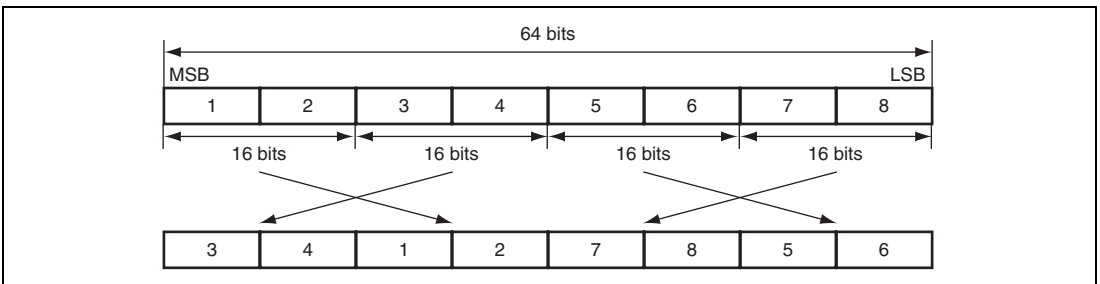 64 bits
MSB LSB
1 2 3 4 5 6 7 8
16 bits 16 bits 16 bits 16 bits
3 4 1 2 7 8 5 6